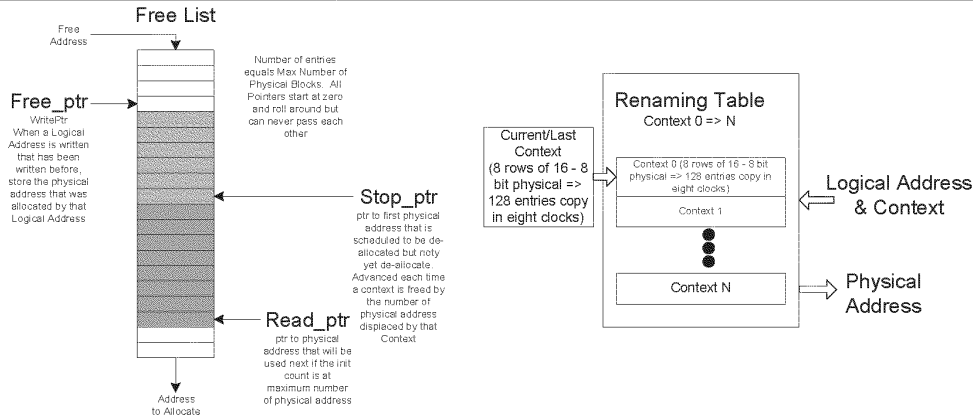 Free List
Free
Address
Number of entries
equals Max Number of
Physical Blocks. All
Pointers start at zero
and roll around but
can never pass each
other
Free_ptr
WritePtr
When a Logical
Address is written
that has been
written before,
store the physical
address that was
allocated by that
Logical Address
Stop_ptr
ptr to first physical
address that is
scheduled to be de-
allocated but noty
yet de-allocate.
Advanced each time
a context is freed by
the number of
physical address
displaced by that
Context
Read_ptr
ptr to physical
address that will be
used next if the init
count is at
maximum number
of physical address
Address
to Allocate
Current/Last
Context
(8 rows of 16 - 8
bit physical =>
128 entries copy
in eight clocks)
Renaming Table
Context 0 => N
Context 0 (8 rows of 16 - 8 bit
physical => 128 entries copy in
eight clocks)
Context 1
Context N
Logical Address
& Context
Physical
Address